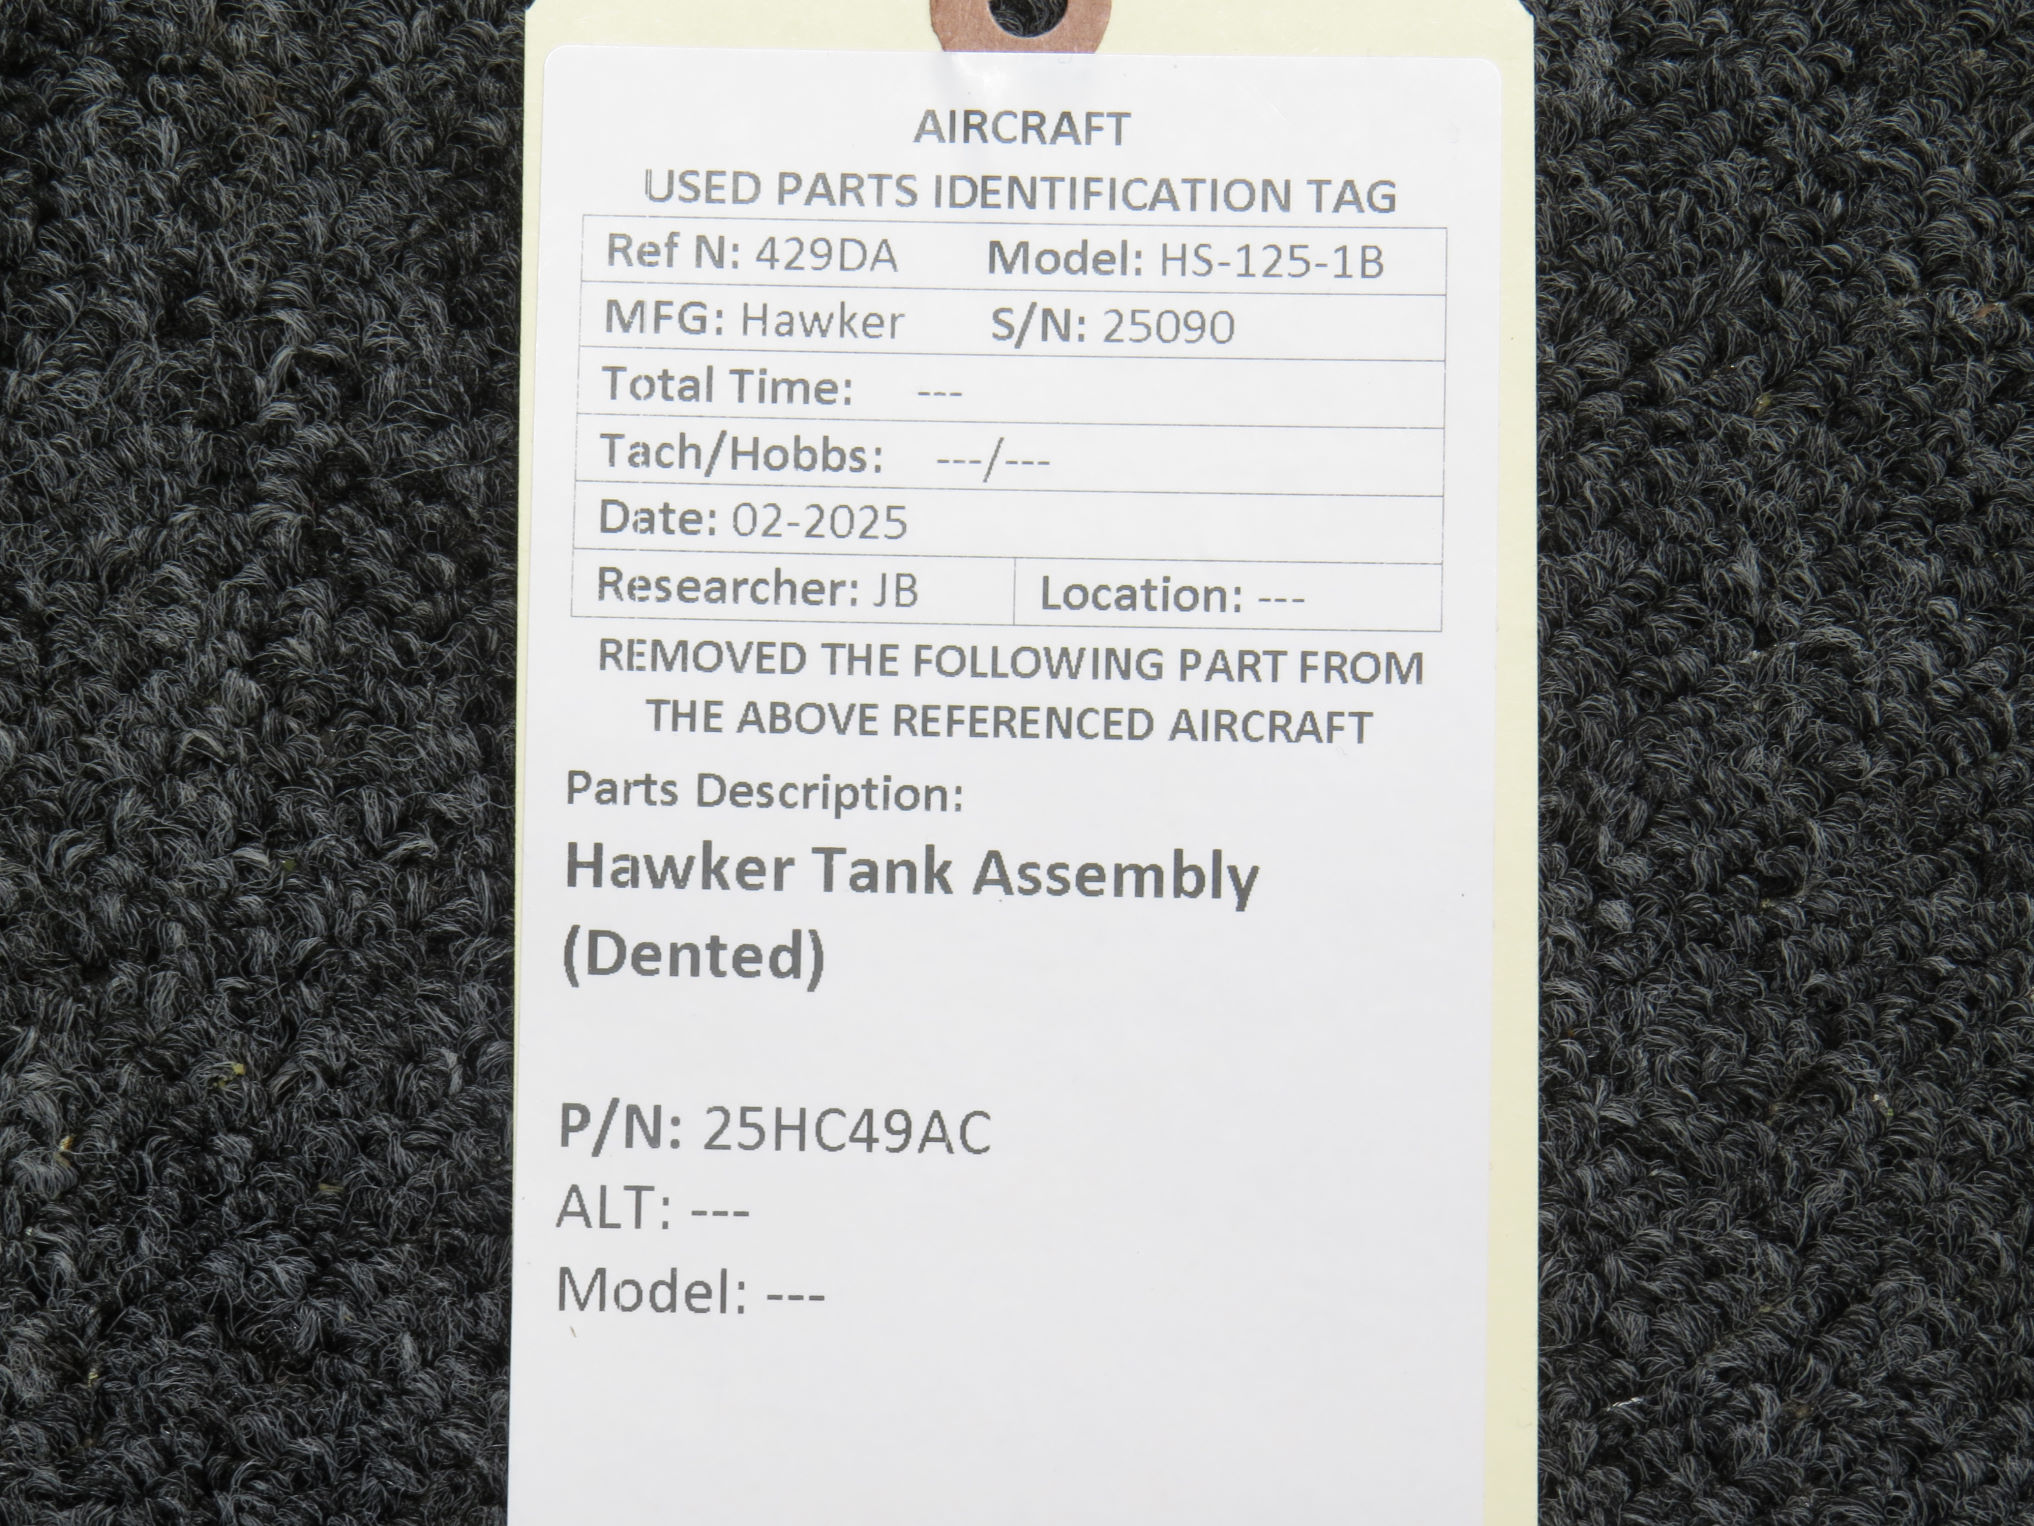 AIRCRAFT
USED PARTS IDENTIFICATION TAG
Ref N: 429DA Model: HS-125-1B
MFG: Hawker S/N: 25090
Total Time: ---
Tach/Hobbs: ---/---
Date: 02-2025
Researcher: JB Location: ---
REMOVED THE FOLLOWING PART FROM
THE ABOVE REFERENCED AIRCRAFT
Parts Description:
Hawker Tank Assembly
(Dented)
P/N: 25HC49AC
ALT: ---
Model: ---